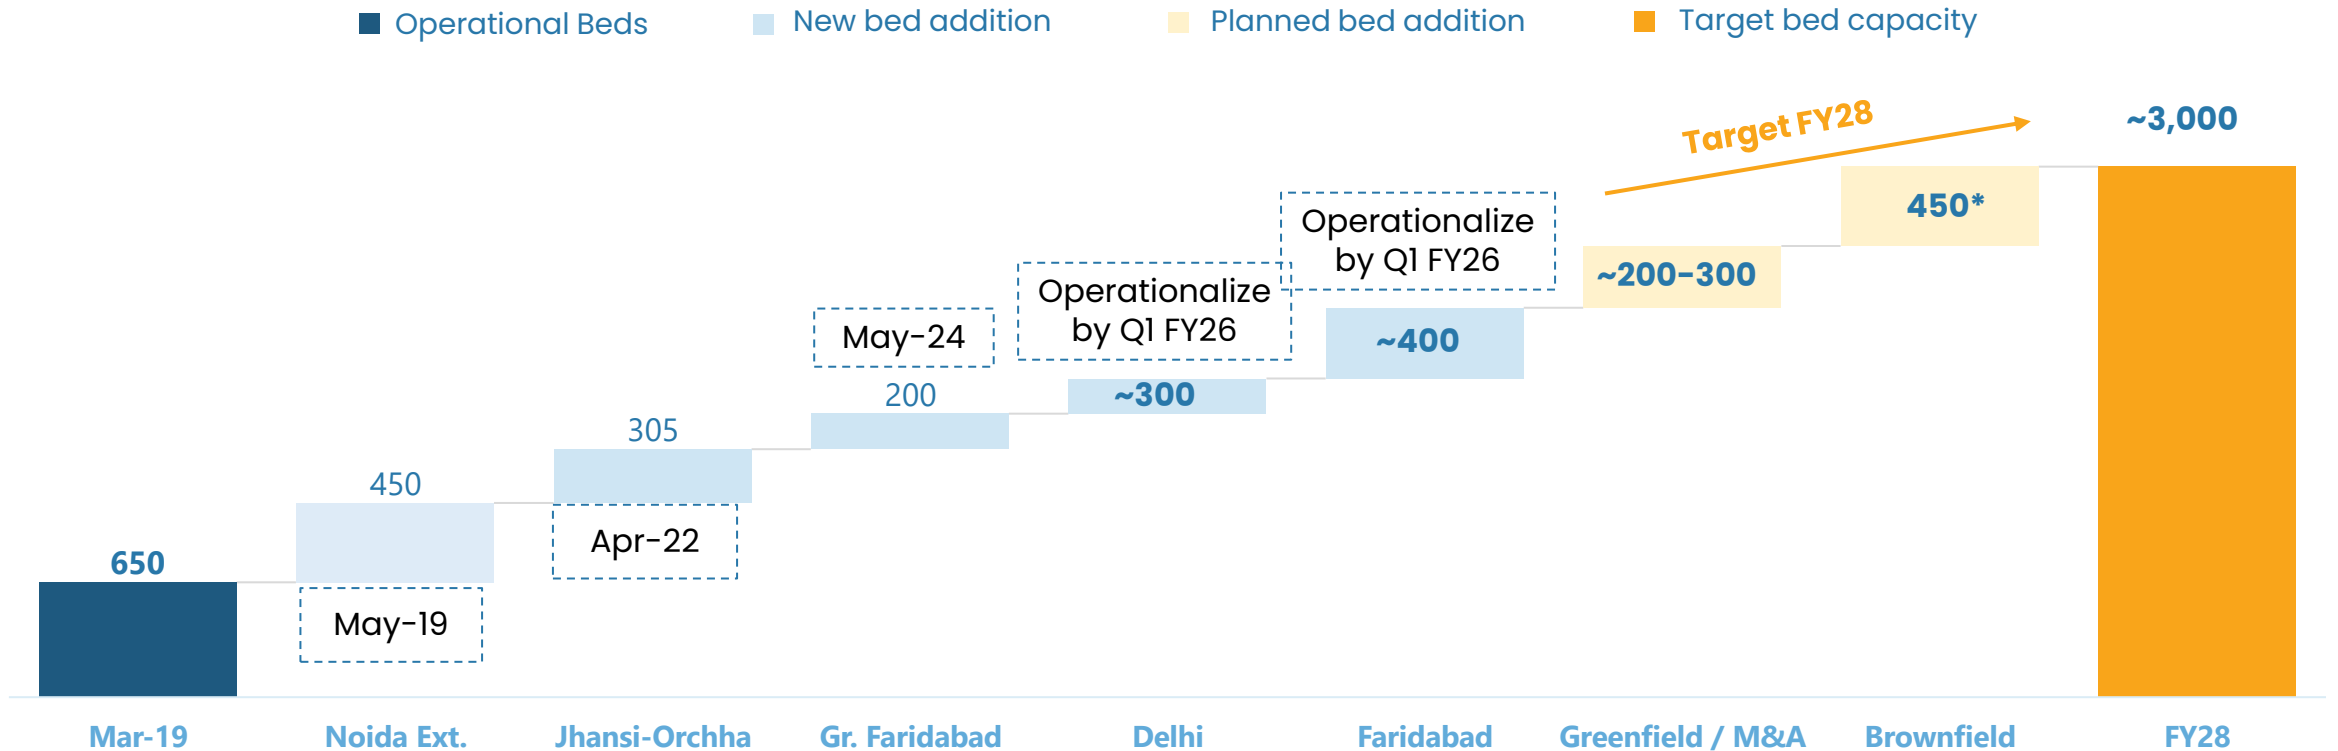 Operational Beds
New bed addition
Planned bed addition
Target bed capacity
Target FY28
~3,000
450*
Operationalize
by Q1 FY26
~200-300
Operationalize
by Q1 FY26
May-24
~400
200
~300
305
450
Apr-22
650
May-19
Mar-19
Noida Ext.
Jhansi-Orchha
Gr. Faridabad
Delhi
Faridabad
Greenfield / M&A
Brownfield
FY28